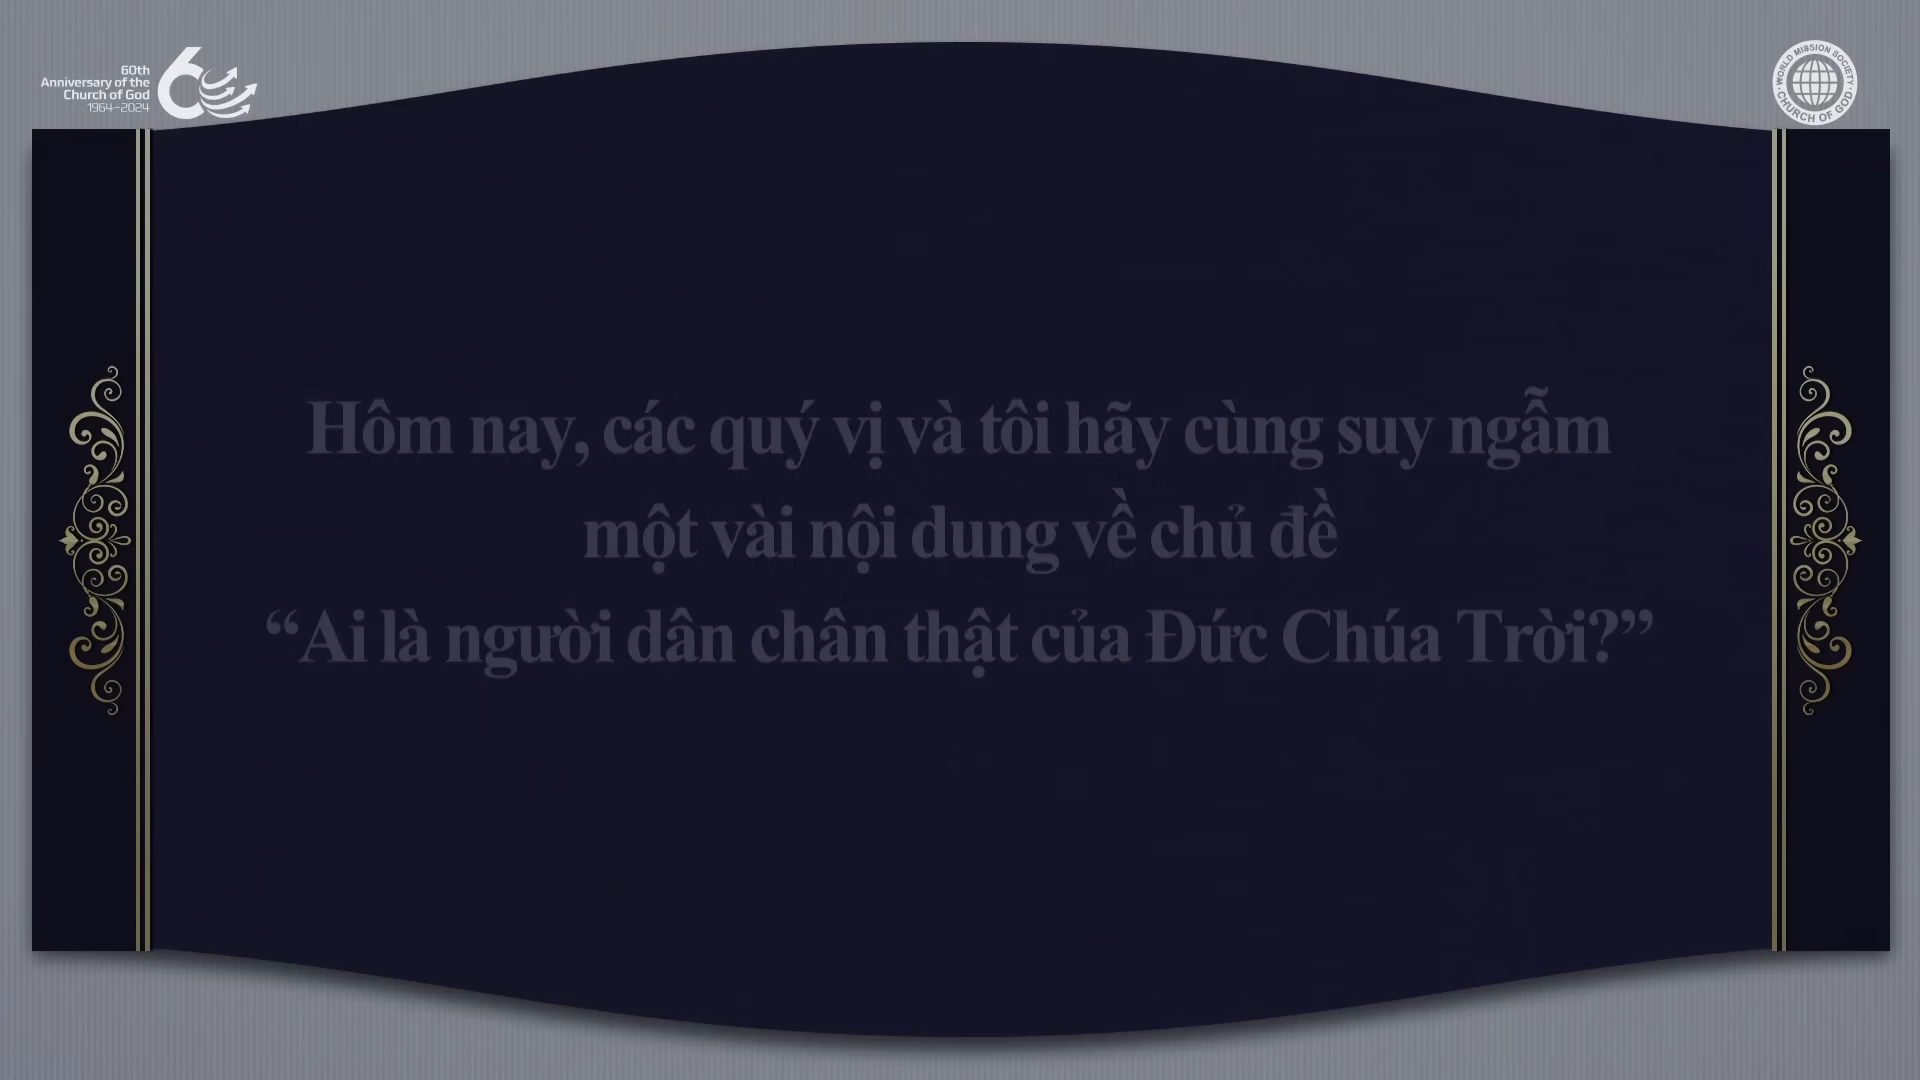 60th
Anniversary of the
Church of God
1964–2024
WORLD MISSION SOCIETY
CHURCH OF GOD
Hôm nay, các quý vị và tôi hãy cùng suy ngẫm
một vài nội dung về chủ đề
“Ai là người dân chân thật của Đức Chúa Trời?”